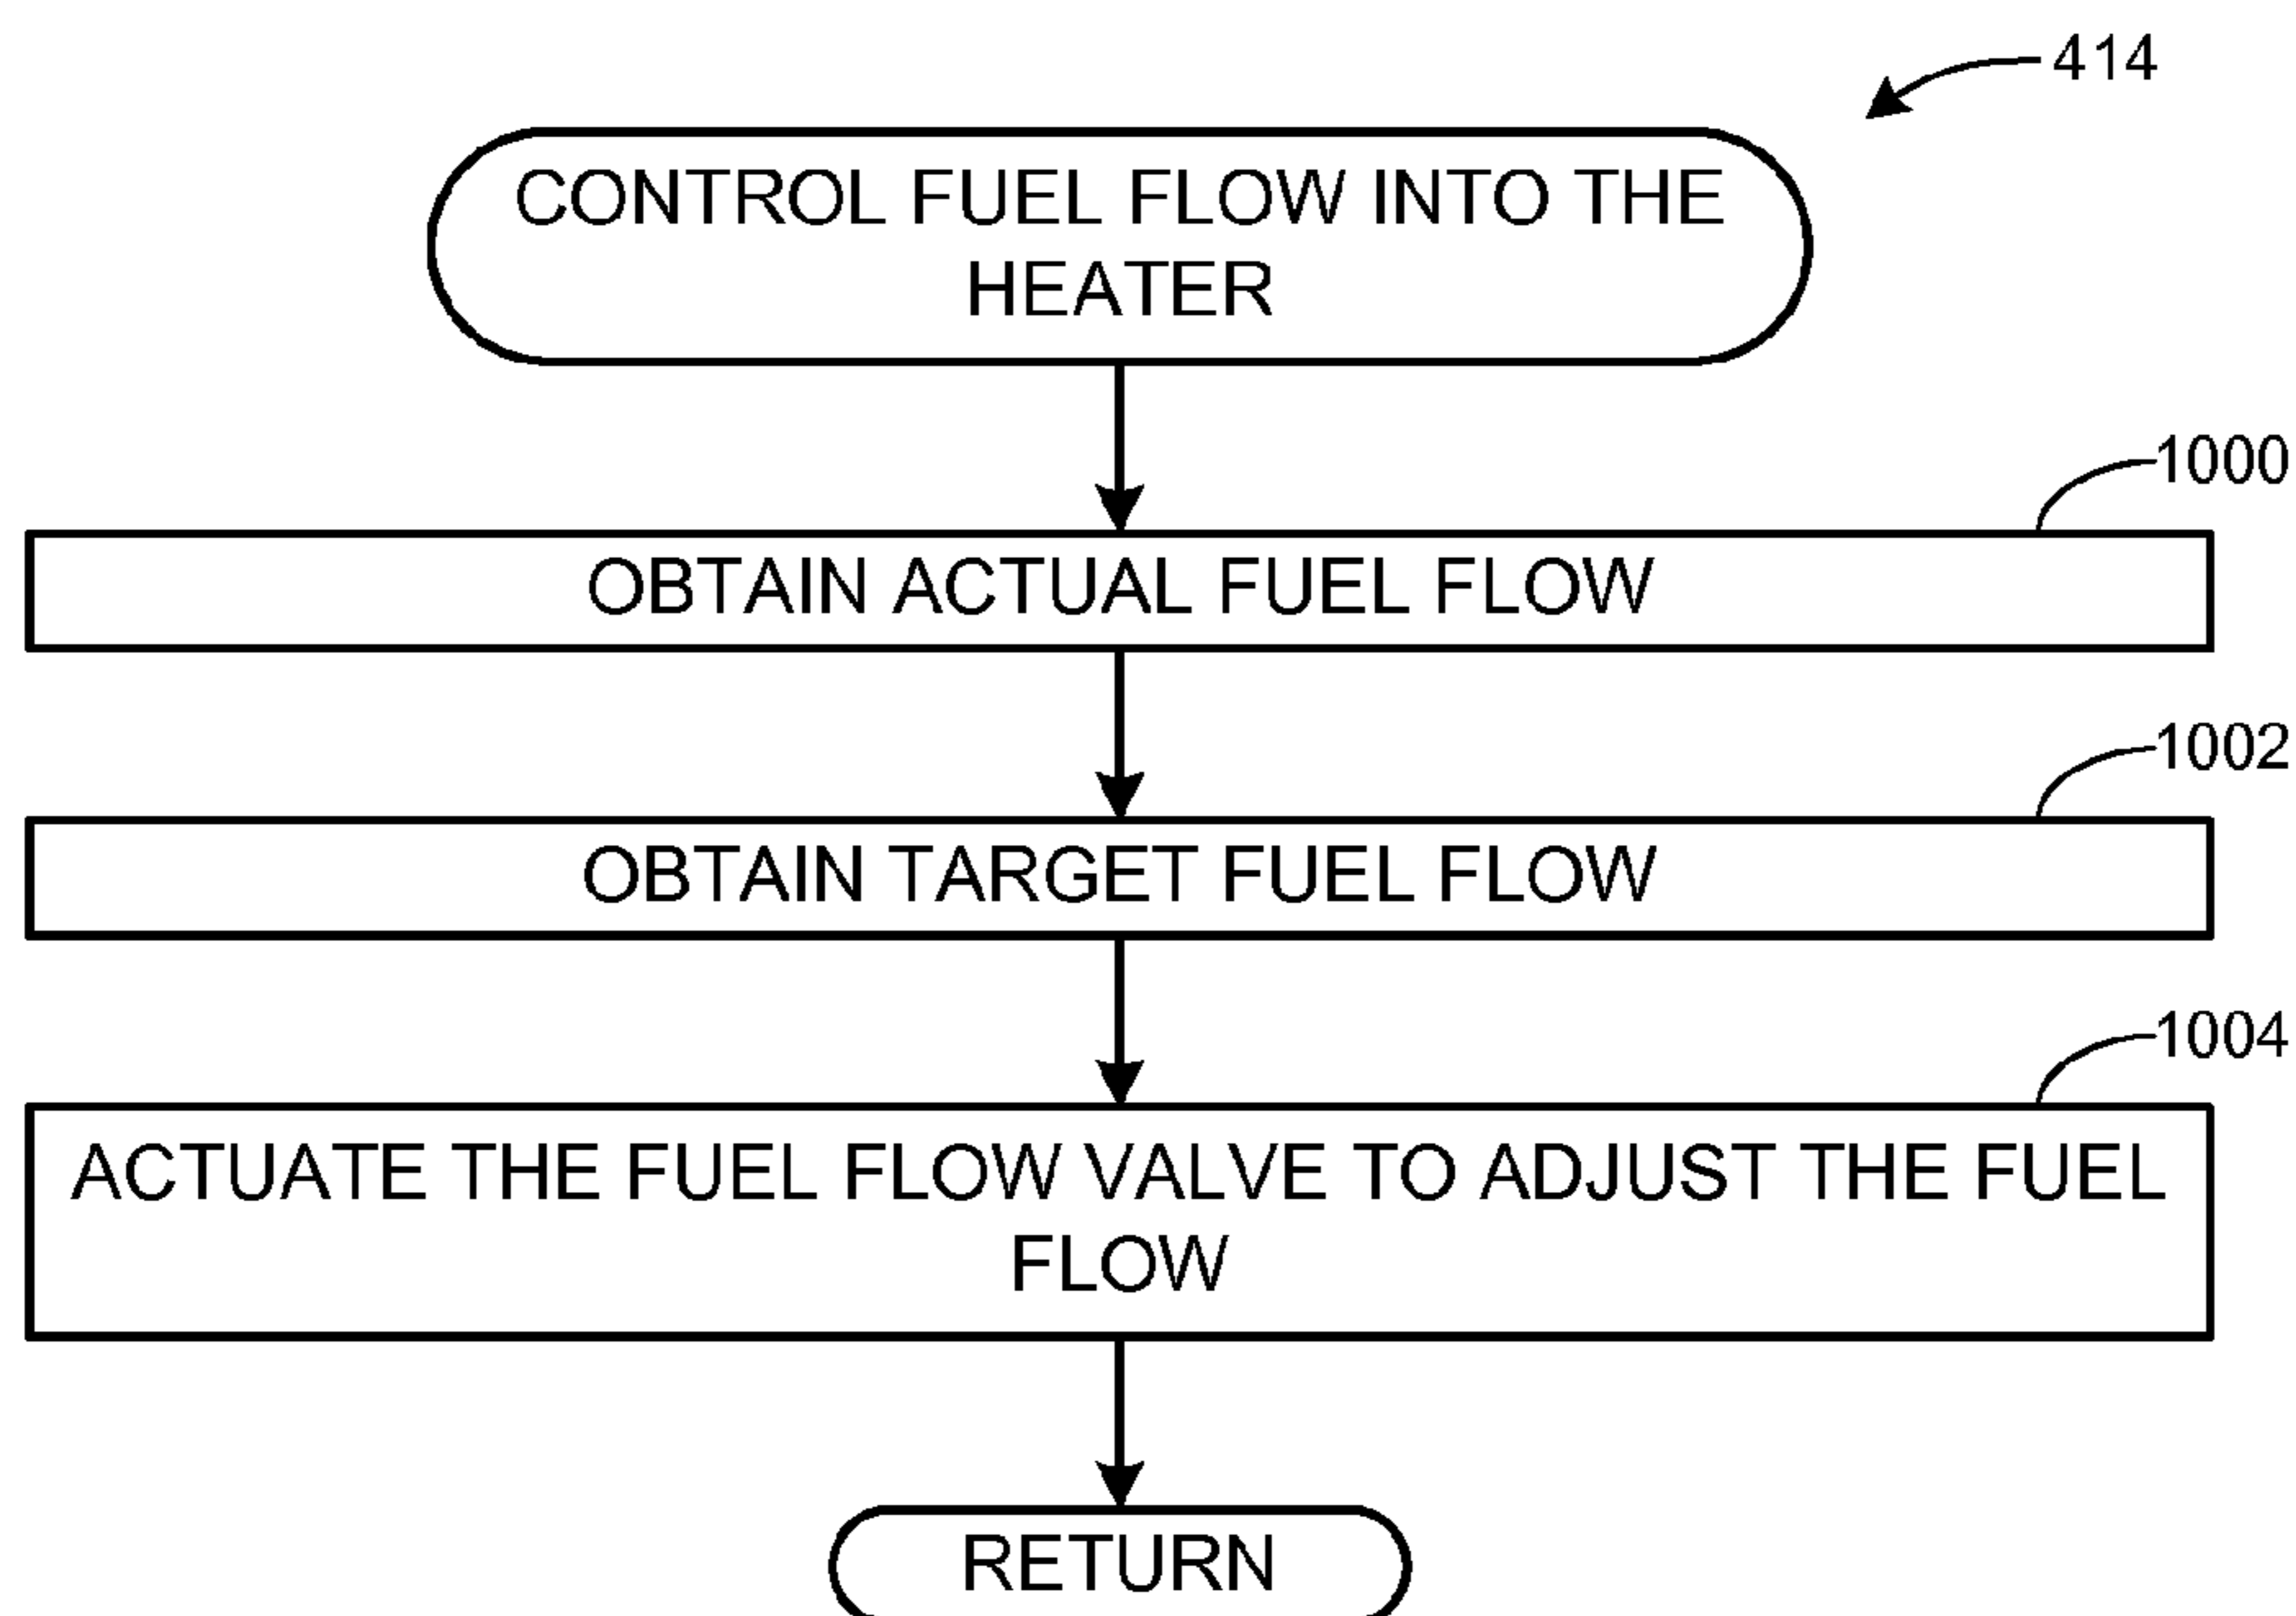 414
CONTROL FUEL FLOW INTO THE
HEATER
1000
OBTAIN ACTUAL FUEL FLOW
1002
OBTAIN TARGET FUEL FLOW
1004
ACTUATE THE FUEL FLOW VALVE TO ADJUST THE FUEL
FLOW
RETURN